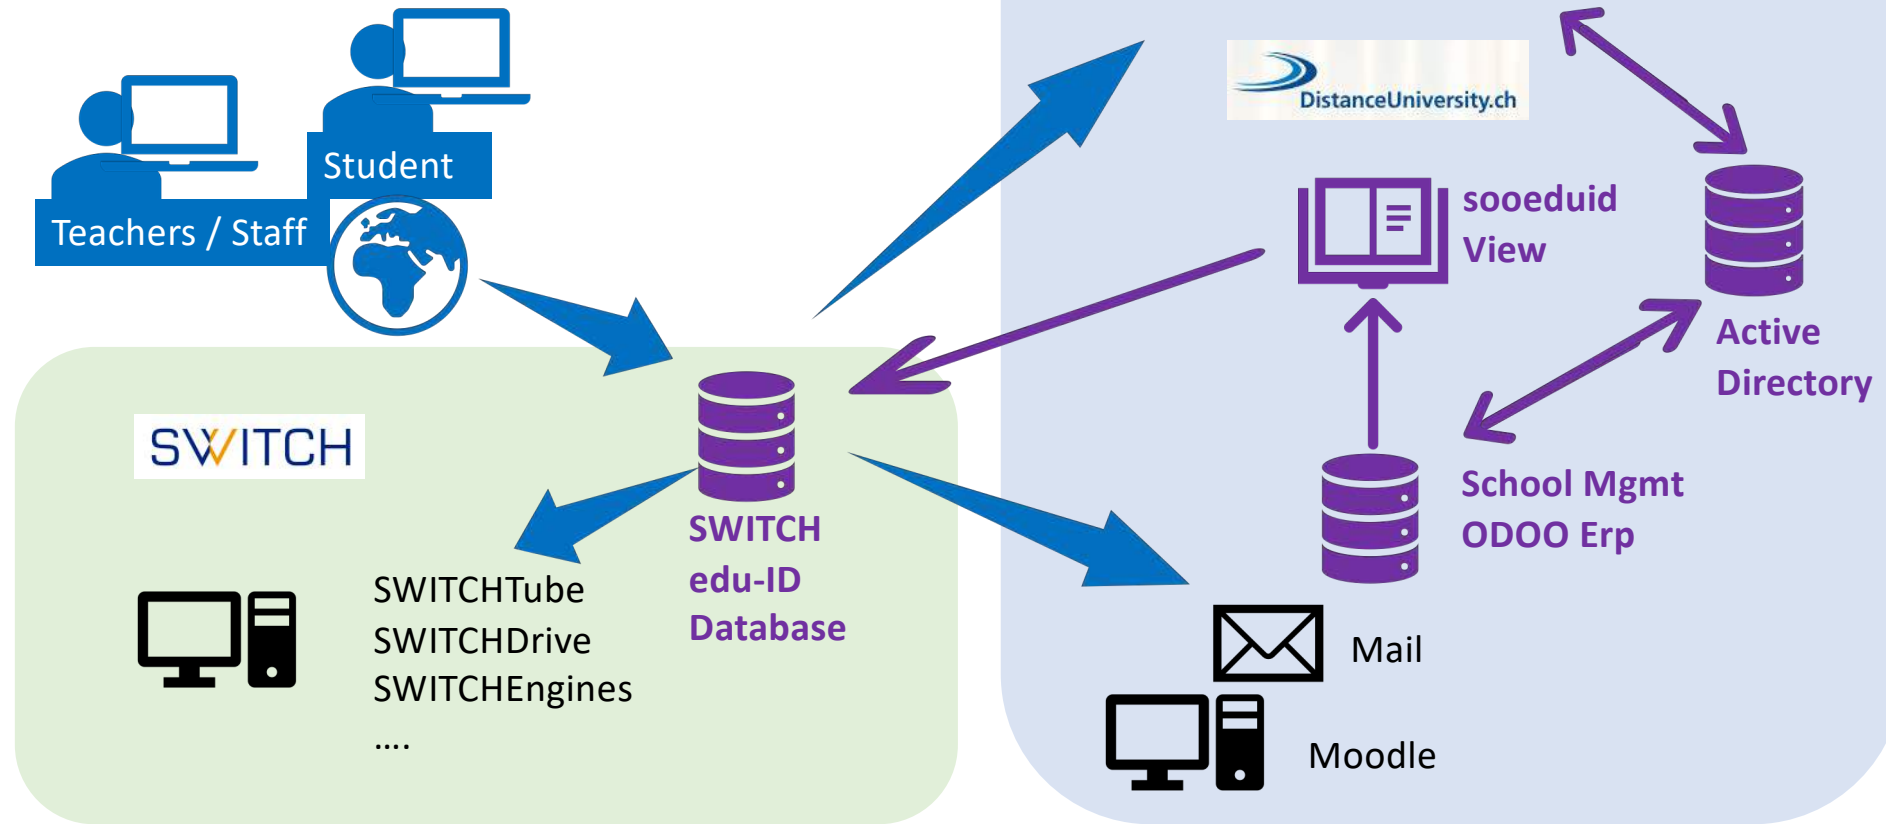 Student
Teachers / Staff
DistanceUniversity.ch
sooeduid
View
Active
Directory
SWITCH
School Mgmt
ODOO Erp
SWITCH
edu-ID
Database
SWITCHTube
SWITCHDrive
SWITCHEngines
....
Mail
Moodle